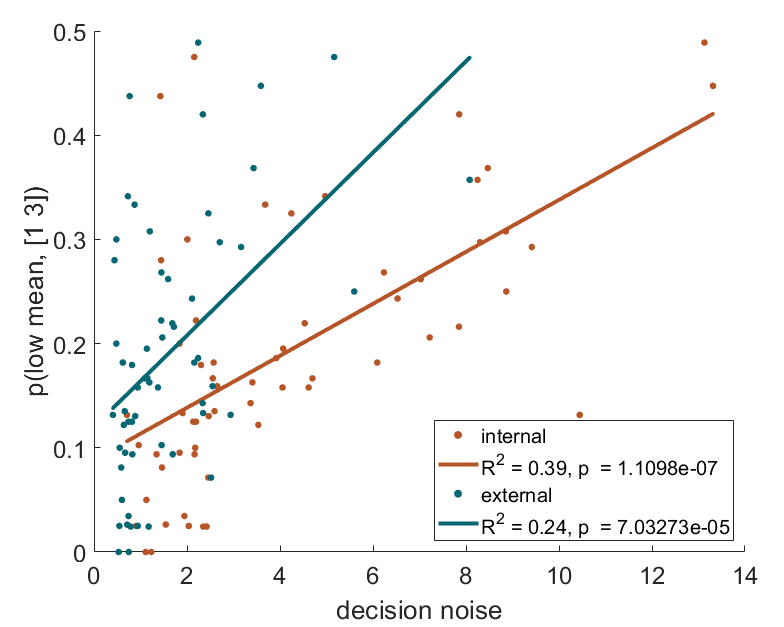 0.5
0.4
0.3
0.2
0.1
0
p(low mean, [1 3])
internal
R² = 0.39, p = 1.1098e-07
external
R² = 0.24, p = 7.03273e-05
0 2 4 6 8 10 12 14
decision noise